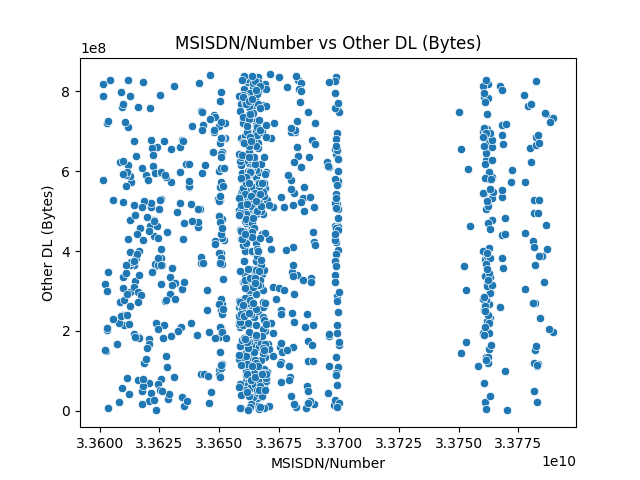 MSISDN/Number vs Other DL (Bytes)
1e8
8
6
4
2
0
Other DL (Bytes)
3.3600 3.3625 3.3650 3.3675 3.3700 3.3725 3.3750 3.3775
1e10
MSISDN/Number